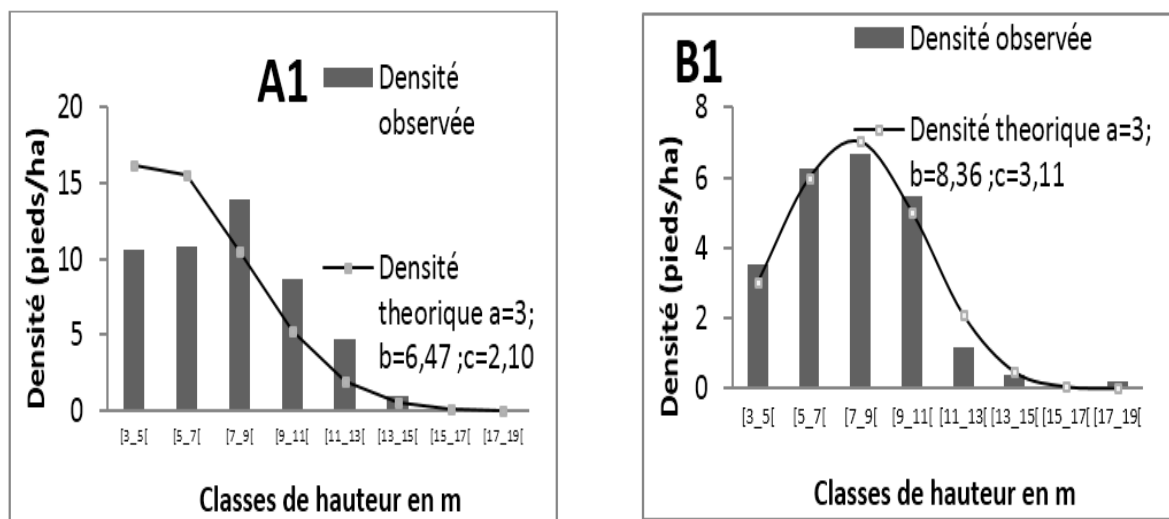 A1
Densité
observée
20
15
10
5
0
Densité (pieds/ha)
Densité
theorique a=3;
b=6,47 ;c=2,10
[3_5[ [5_7[ [7_9[ [9_11[ [11_13[ [13_15[ [15_17[ [17_19[
Classes de hauteur en m
B1
Densité observée
8
6
4
2
0
Densité (pieds/ha)
Densité theorique a=3;
b=8,36 ;c=3,11
[3_5[ [5_7[ [7_9[ [9_11[ [11_13[ [13_15[ [15_17[ [17_19[
Classes de hauteur en m